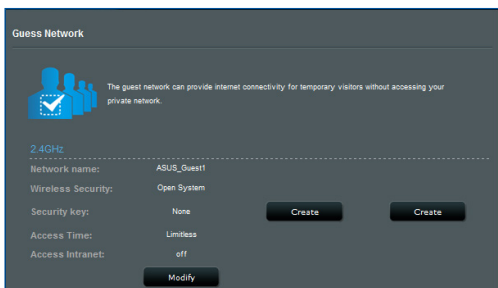 Guess Network
The guest network can provide internet connectivity for temporary visitors without accessing your
private network.
2.4GHz
Network name: ASUS_Guest1
Wireless Security: Open System
Security key: None Create Create
Access Time: Limitless
Access Intranet: off
Modify